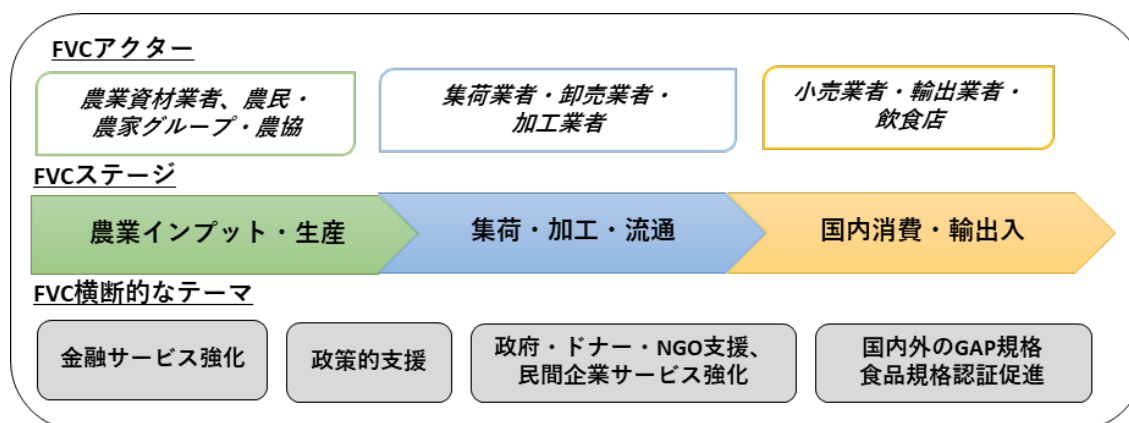 FVCアクター
農業資材業者、農民・
農家グループ・農協
集荷業者・卸売業者・
加工業者
小売業者・輸出業者・
飲食店
FVCステージ
農業インプット・生産
集荷・加工・流通
国内消費・輸出入
FVC横断的なテーマ
金融サービス強化
政策的支援
政府・ドナー・NGO支援、
民間企業サービス強化
国内外のGAP規格
食品規格認証促進